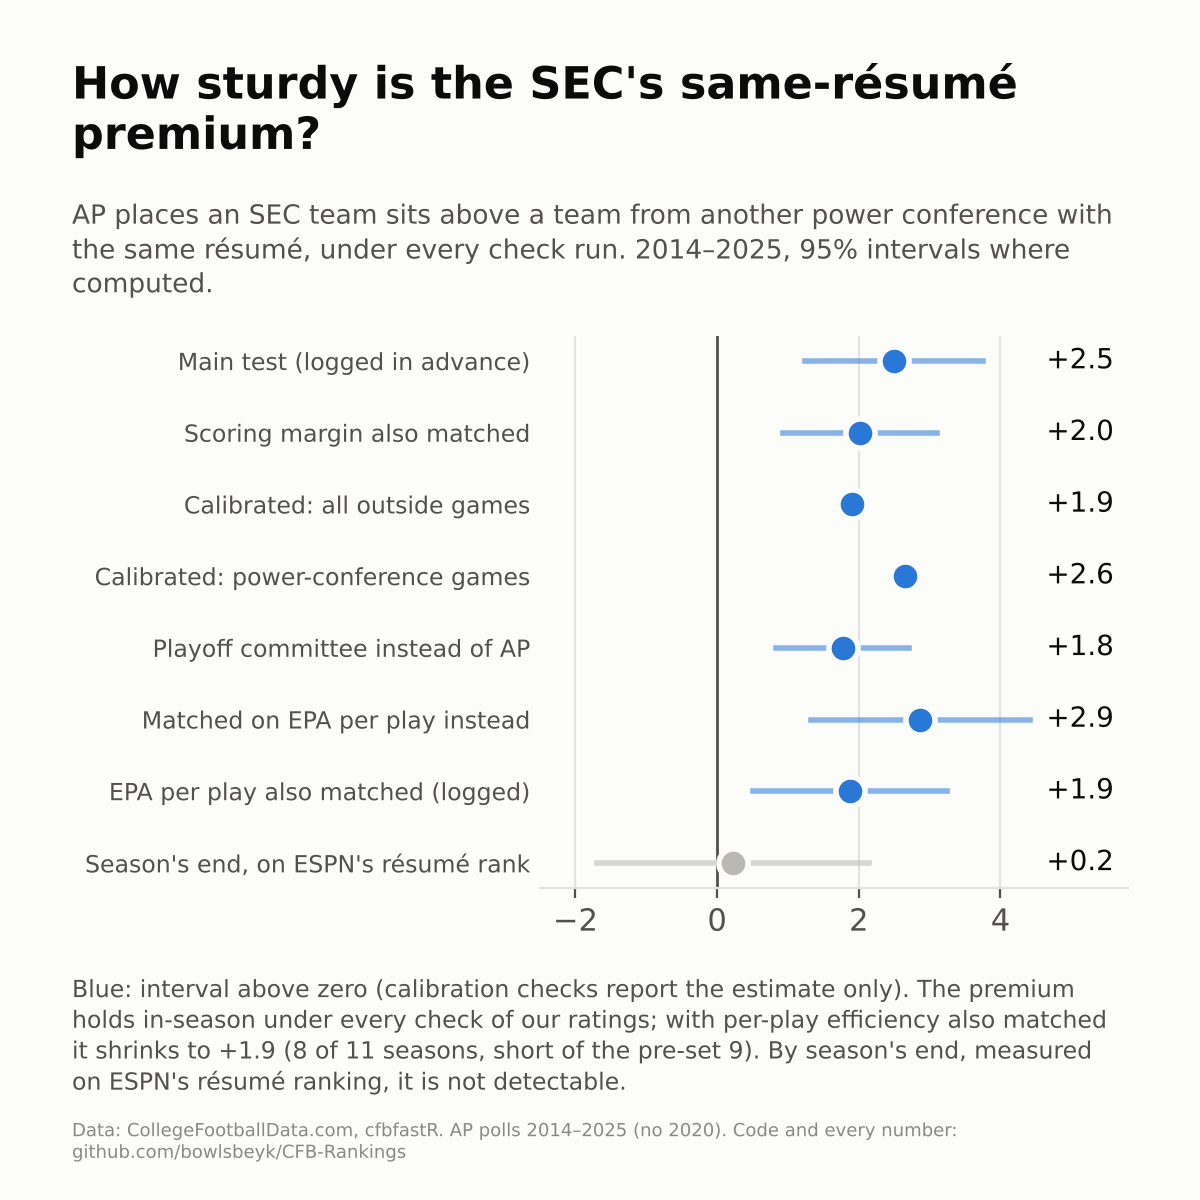 How sturdy is the SEC's same-résumé
premium?
AP places an SEC team sits above a team from another power conference with
the same résumé, under every check run. 2014–2025, 95% intervals where
computed.
Main test (logged in advance) +2.5
Scoring margin also matched +2.0
Calibrated: all outside games +1.9
Calibrated: power-conference games +2.6
Playoff committee instead of AP +1.8
Matched on EPA per play instead +2.9
EPA per play also matched (logged) +1.9
Season's end, on ESPN's résumé rank +0.2
−2 0 2 4
Blue: interval above zero (calibration checks report the estimate only). The premium
holds in-season under every check of our ratings; with per-play efficiency also matched
it shrinks to +1.9 (8 of 11 seasons, short of the pre-set 9). By season's end, measured
on ESPN's résumé ranking, it is not detectable.
Data: CollegeFootballData.com, cfbfastR. AP polls 2014–2025 (no 2020). Code and every number:
github.com/bowlsbeyk/CFB-Rankings